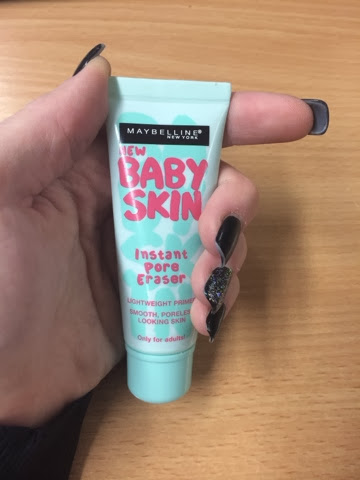 MAYBELLINE®
NEW YORK
NEW
BABY
SKIN
Instant
Pore
Eraser
LIGHTWEIGHT PRIMER
SMOOTH, PORELESS
LOOKING SKIN
Only for adults!